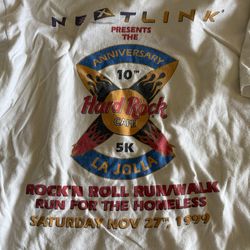 NEXTLINK
PRESENTS
THE
ANNIVERSARY
10TH
Hard Rock
CAFE
5K
LA JOLLA
ROCK'N ROLL RUN/WALK
RUN FOR THE HOMELESS
SATURDAY NOV 27TH, 1999